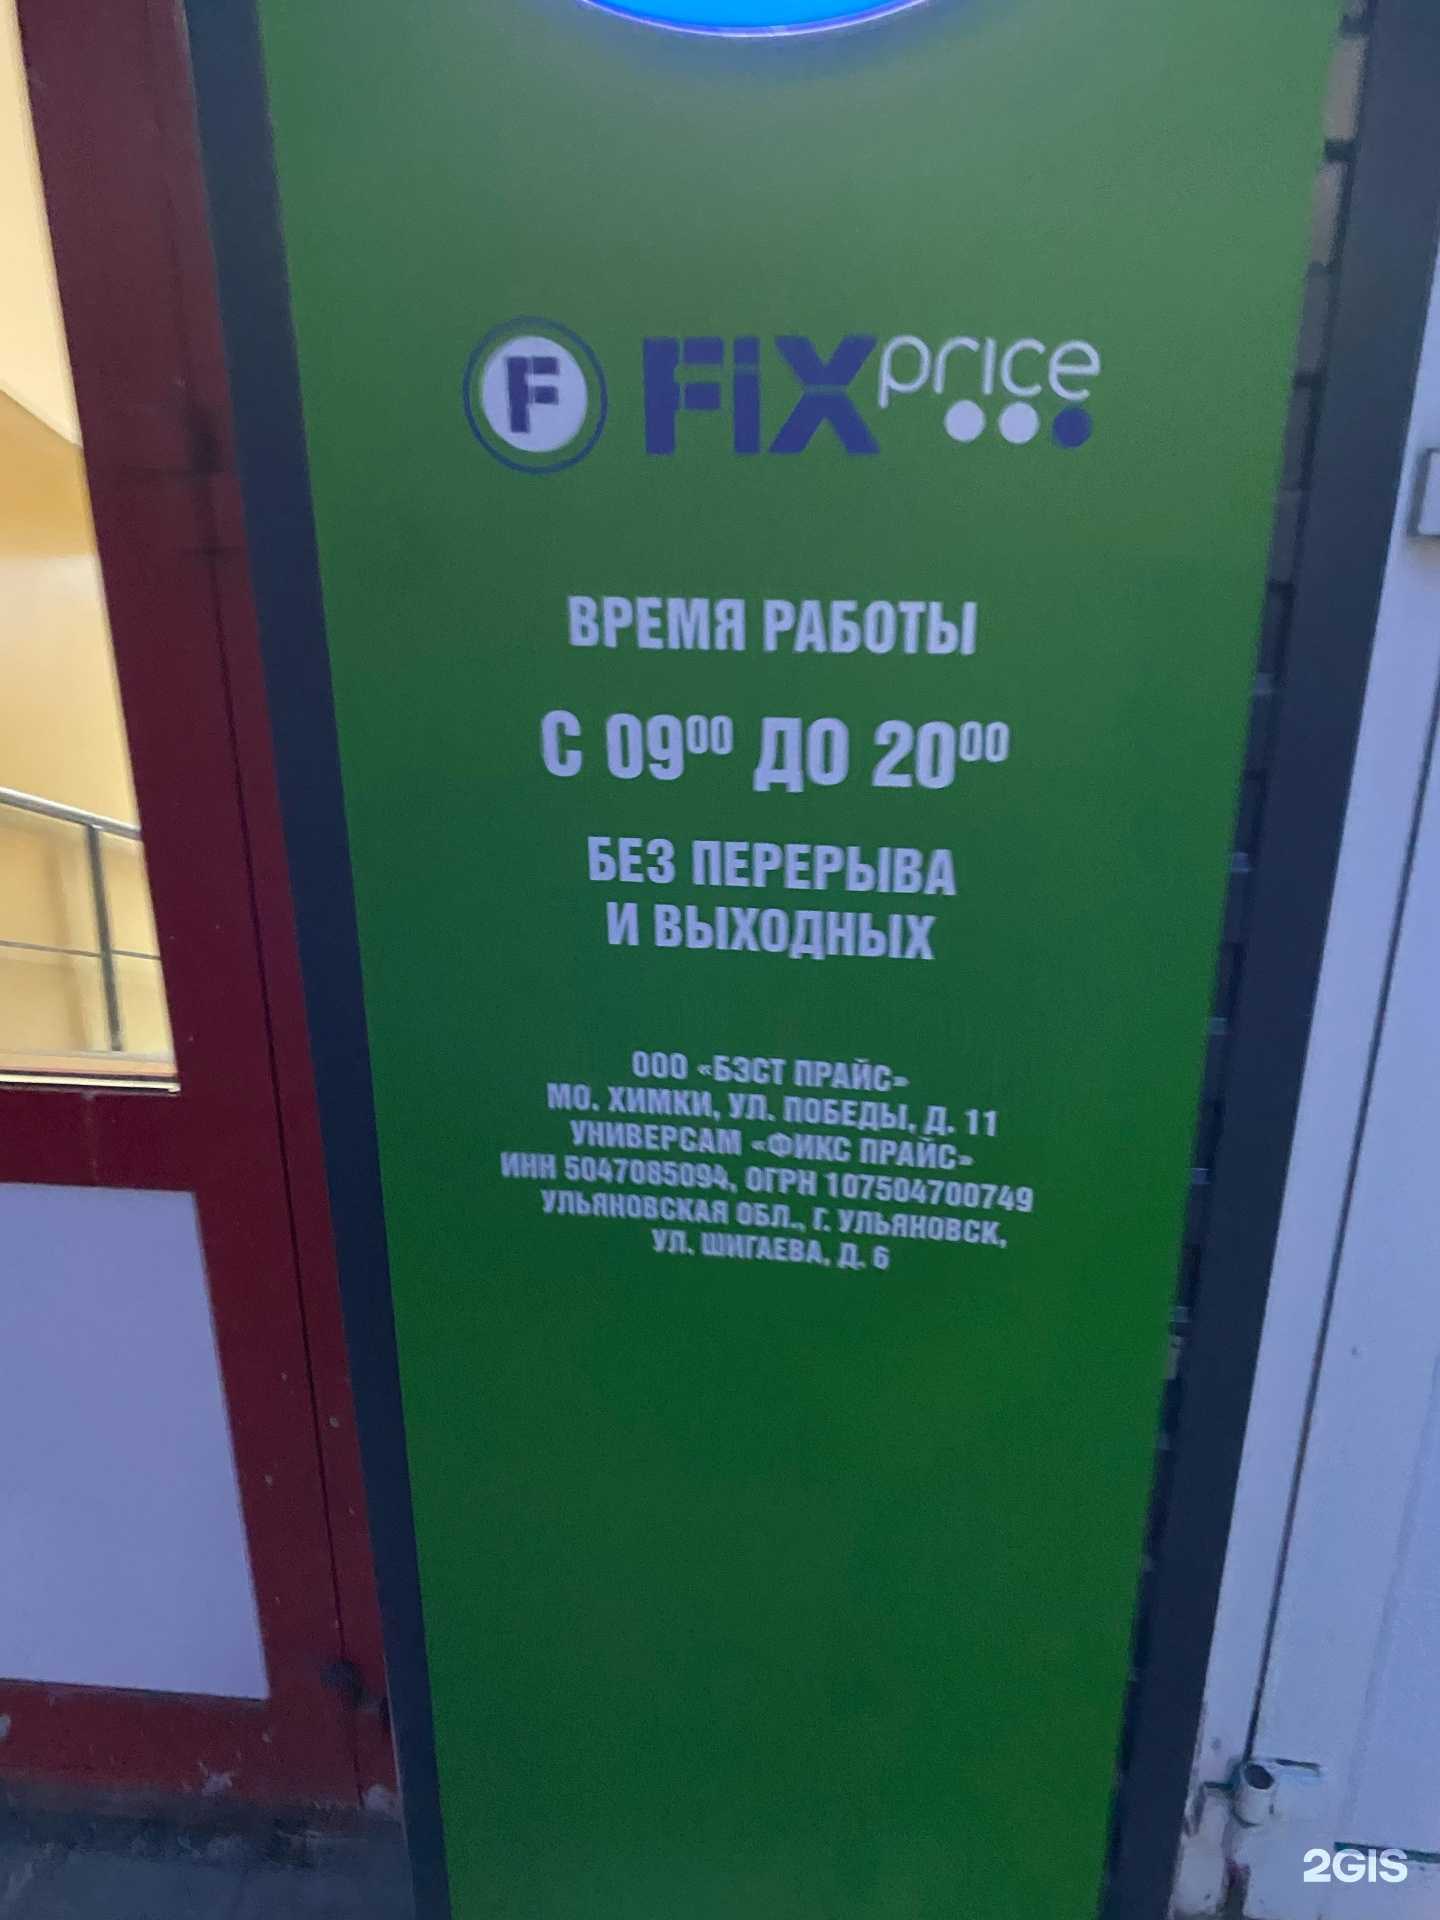 F FiX price
ВРЕМЯ РАБОТЫ
С 09⁰⁰ ДО 20⁰⁰
БЕЗ ПЕРЕРЫВА
И ВЫХОДНЫХ
ООО «БЭСТ ПРАЙС»
МО. ХИМКИ, УЛ. ПОБЕДЫ, Д. 11
УНИВЕРСАМ «ФИКС ПРАЙС»
ИНН 5047085094, ОГРН 107504700749
УЛЬЯНОВСКАЯ ОБЛ., Г. УЛЬЯНОВСК,
УЛ. ШИГАЕВА, Д. 6
2GIS